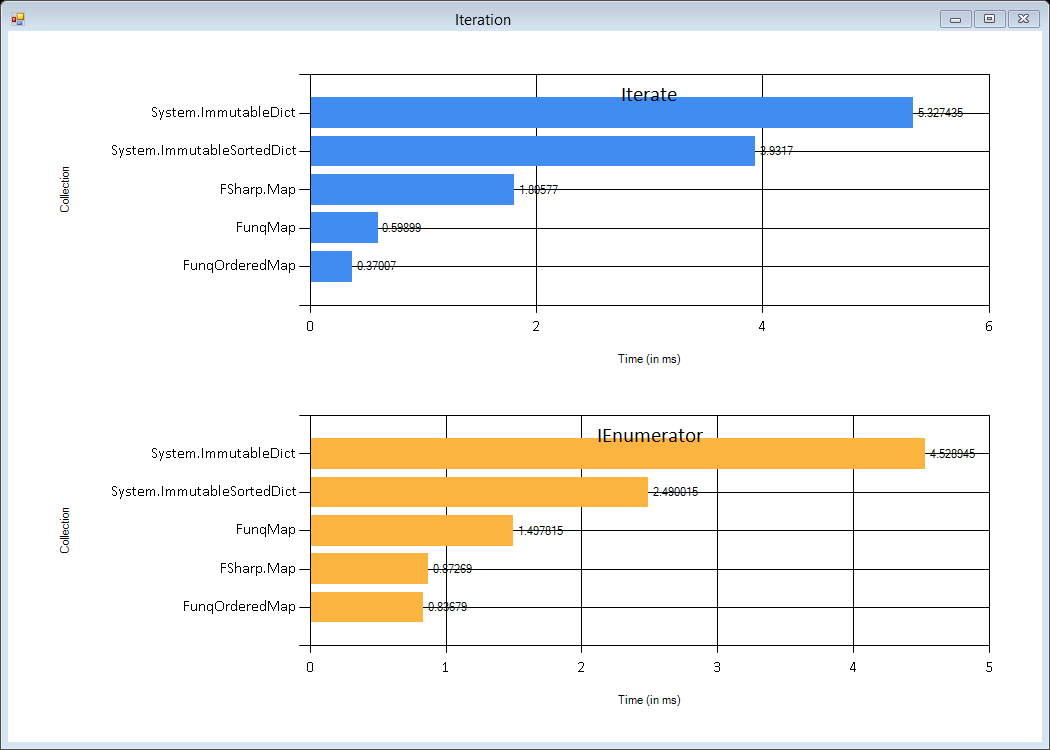 Iteration
Iterate
System.ImmutableDict 5.327435
System.ImmutableSortedDict 3.9317
FSharp.Map 1.80577
FunqMap 0.59899
FunqOrderedMap 0.37007
Collection
0 2 4 6
Time (in ms)
IEnumerator
System.ImmutableDict 4.528945
System.ImmutableSortedDict 2.490015
FunqMap 1.497815
FSharp.Map 0.87269
FunqOrderedMap 0.83679
Collection
0 1 2 3 4 5
Time (in ms)